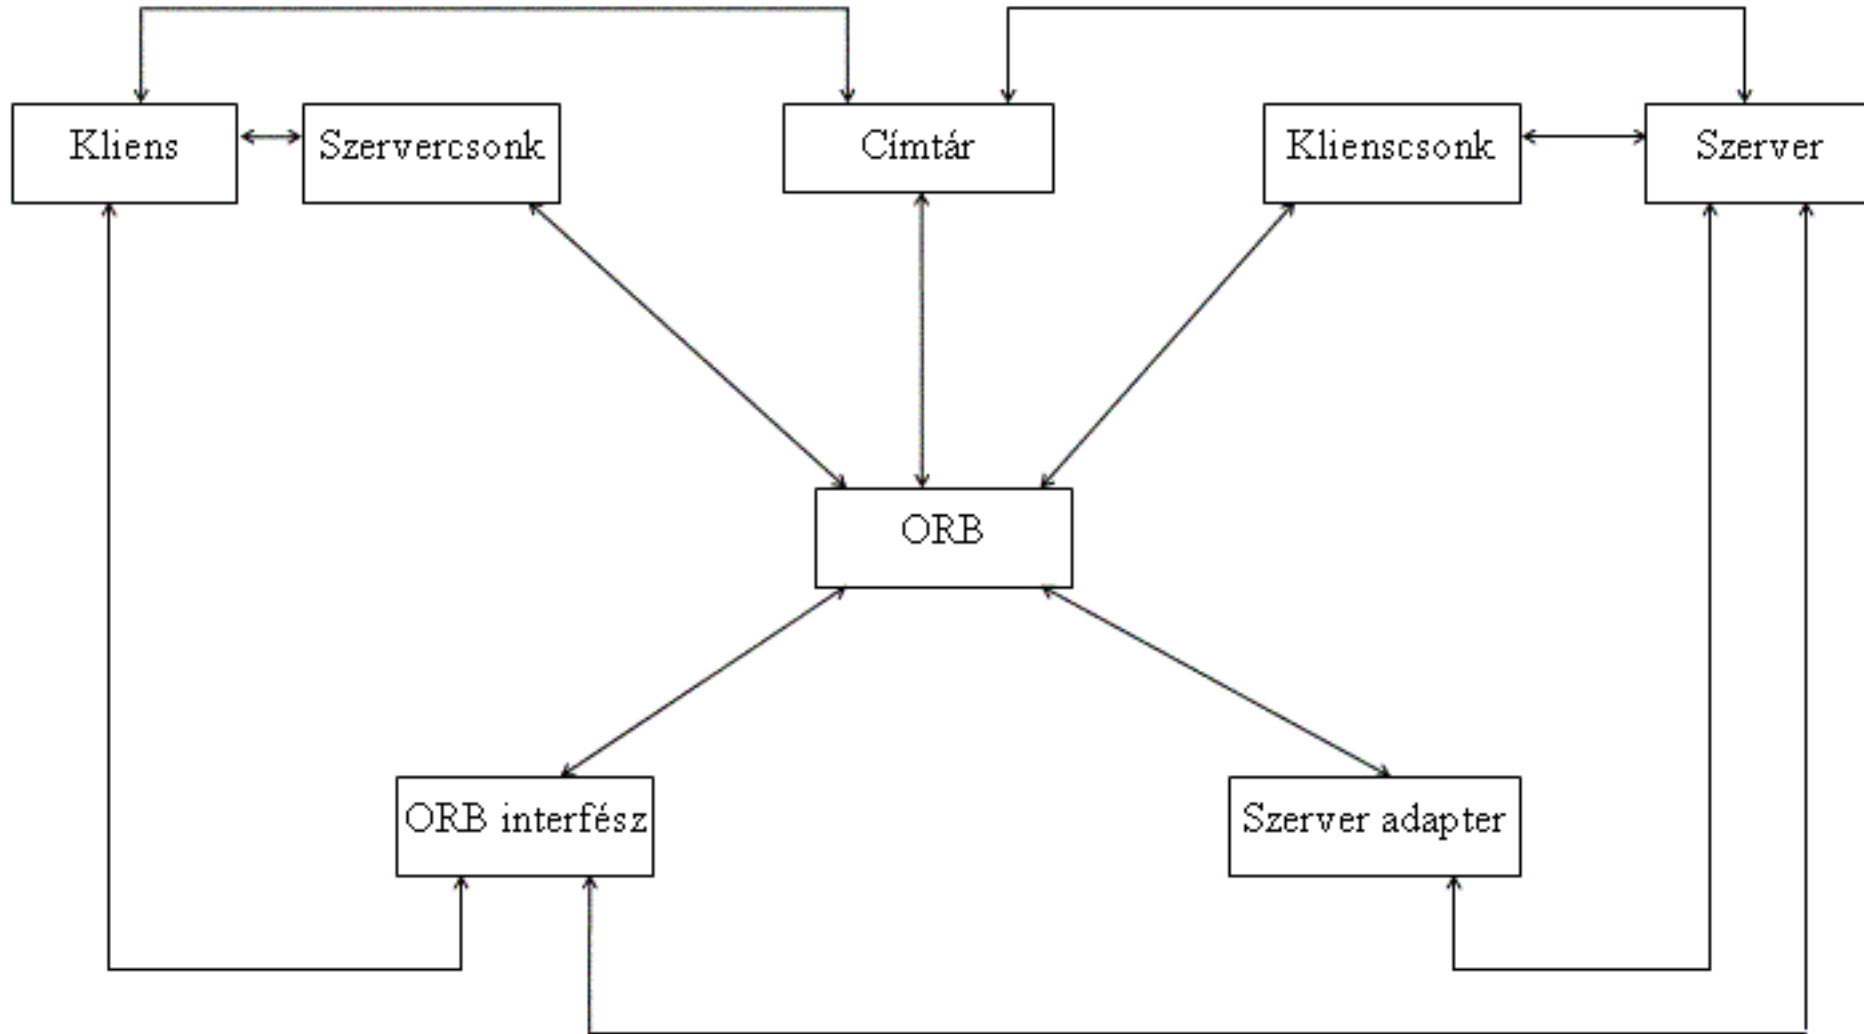 Kliens
Szervercsonk
Címtár
Klienscsonk
Szerver
ORB
ORB interfész
Szerver adapter